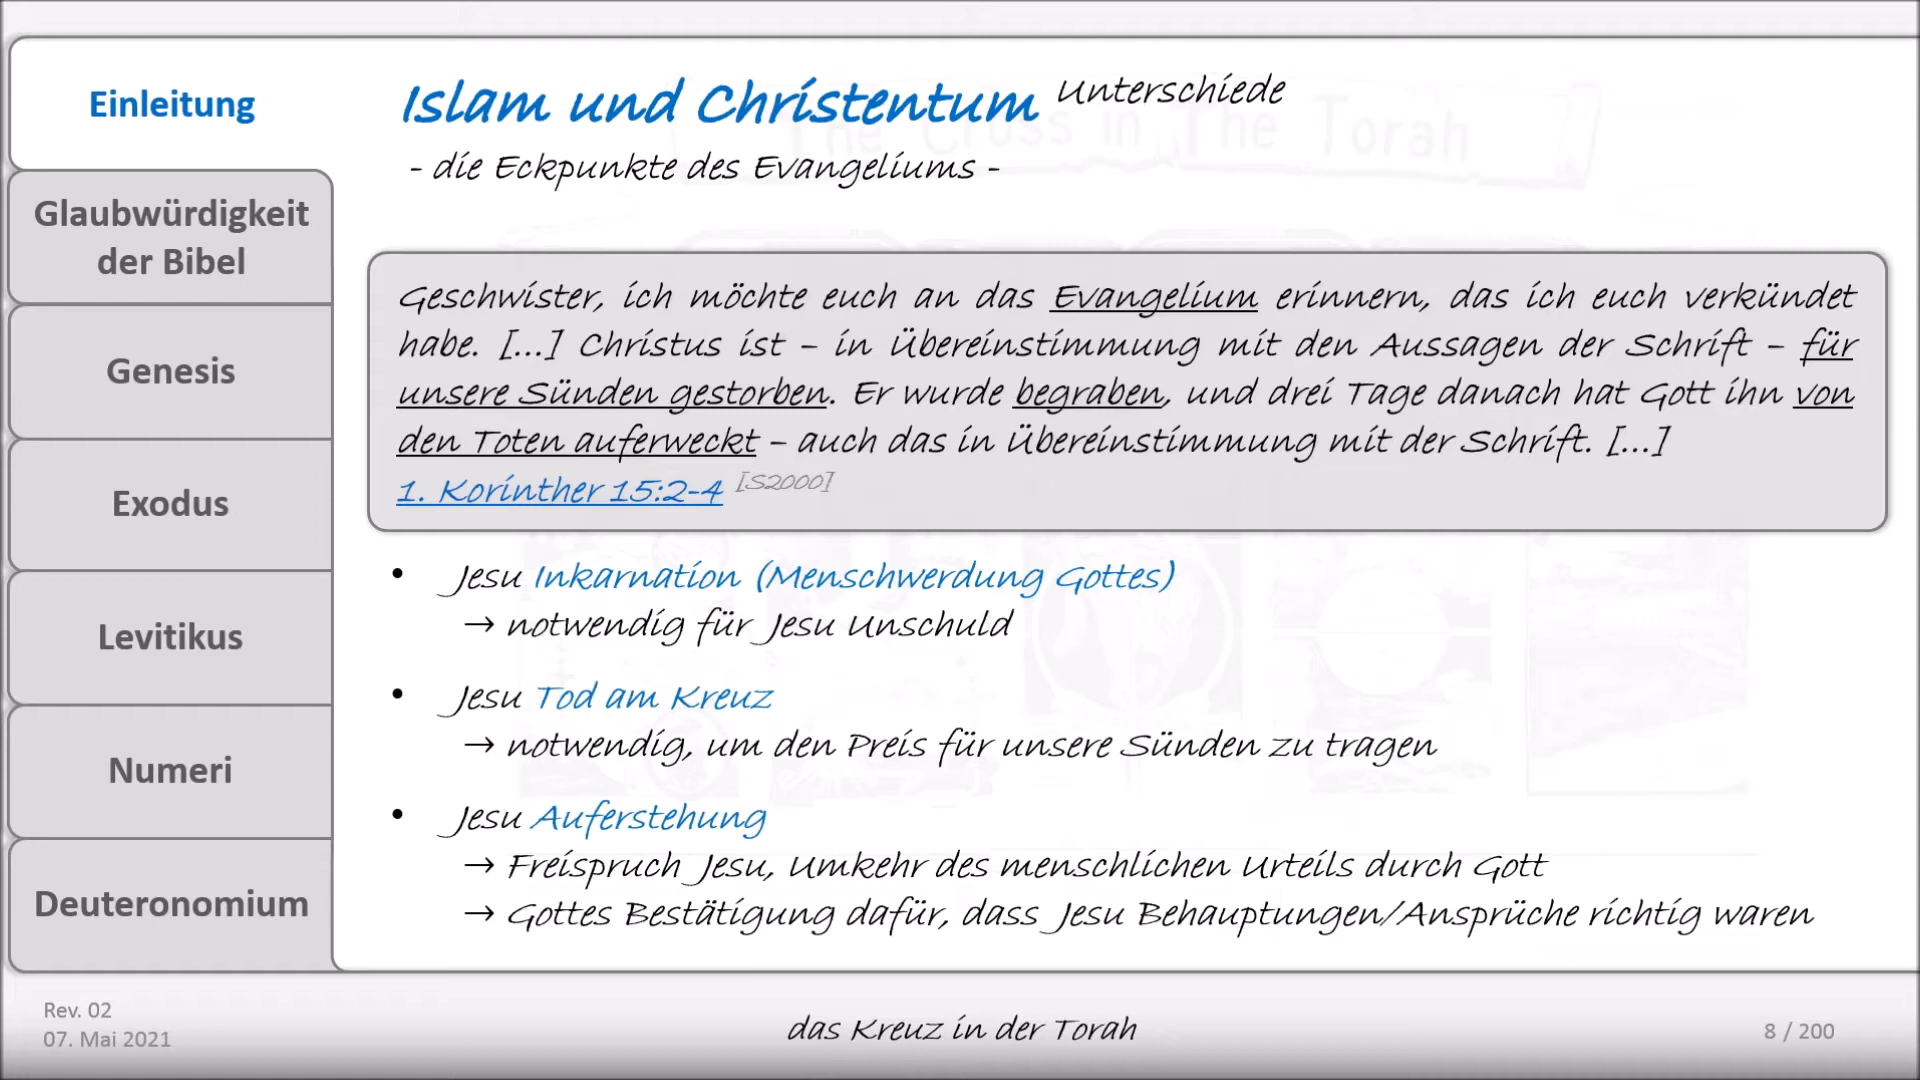 Einleitung
Glaubwürdigkeit
der Bibel
Genesis
Exodus
Levitikus
Numeri
Deuteronomium
Islam und Christentum Unterschiede
- die Eckpunkte des Evangeliums -
The Cross in The Torah
Geschwister, ich möchte euch an das Evangelium erinnern, das ich euch verkündet
habe. [...] Christus ist – in Übereinstimmung mit den Aussagen der Schrift – für
unsere Sünden gestorben. Er wurde begraben, und drei Tage danach hat Gott ihn von
den Toten auferweckt – auch das in Übereinstimmung mit der Schrift. [...]
1. Korinther 15:2-4 [S2000]
• Jesu Inkarnation (Menschwerdung Gottes)
→ notwendig für Jesu Unschuld
• Jesu Tod am Kreuz
→ notwendig, um den Preis für unsere Sünden zu tragen
• Jesu Auferstehung
→ Freispruch Jesu, Umkehr des menschlichen Urteils durch Gott
→ Gottes Bestätigung dafür, dass Jesu Behauptungen/Ansprüche richtig waren
Rev. 02
07. Mai 2021
das Kreuz in der Torah
8 / 200